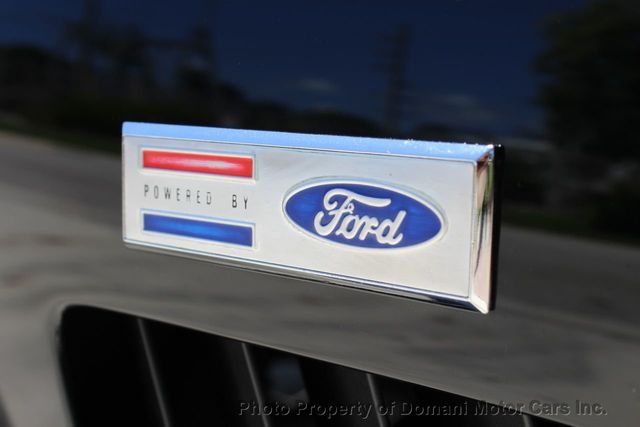 POWERED BY
Ford
Photo Property of Domani Motor Cars Inc.